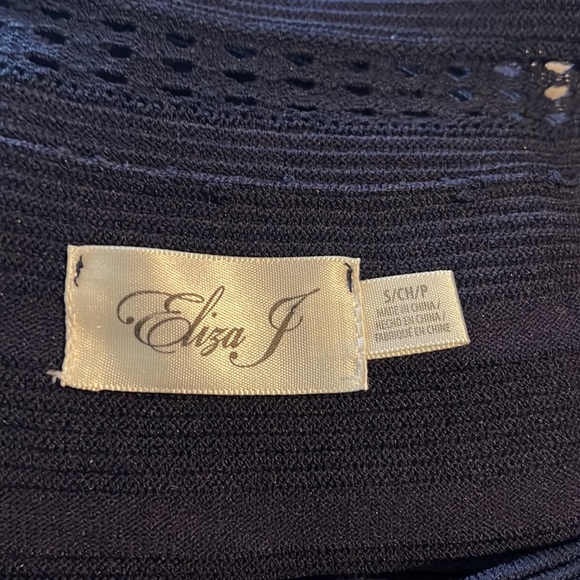 Eliza J
S/CH/P
MADE IN CHINA/
HECHO EN CHINA/
FABRIQUÉ EN CHINE